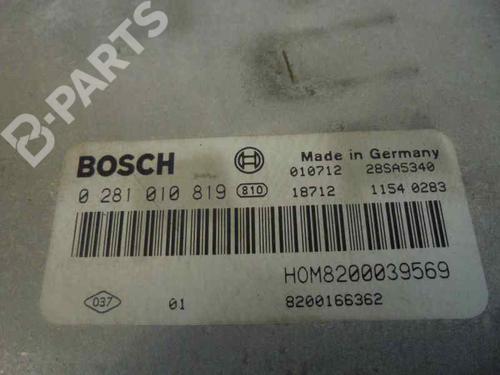 B-PARTS
BOSCH
Made in Germany
010712 28SA5340
0 281 010 819 810 18712 1154 0283
HOM8200039569
037 01 8200166362